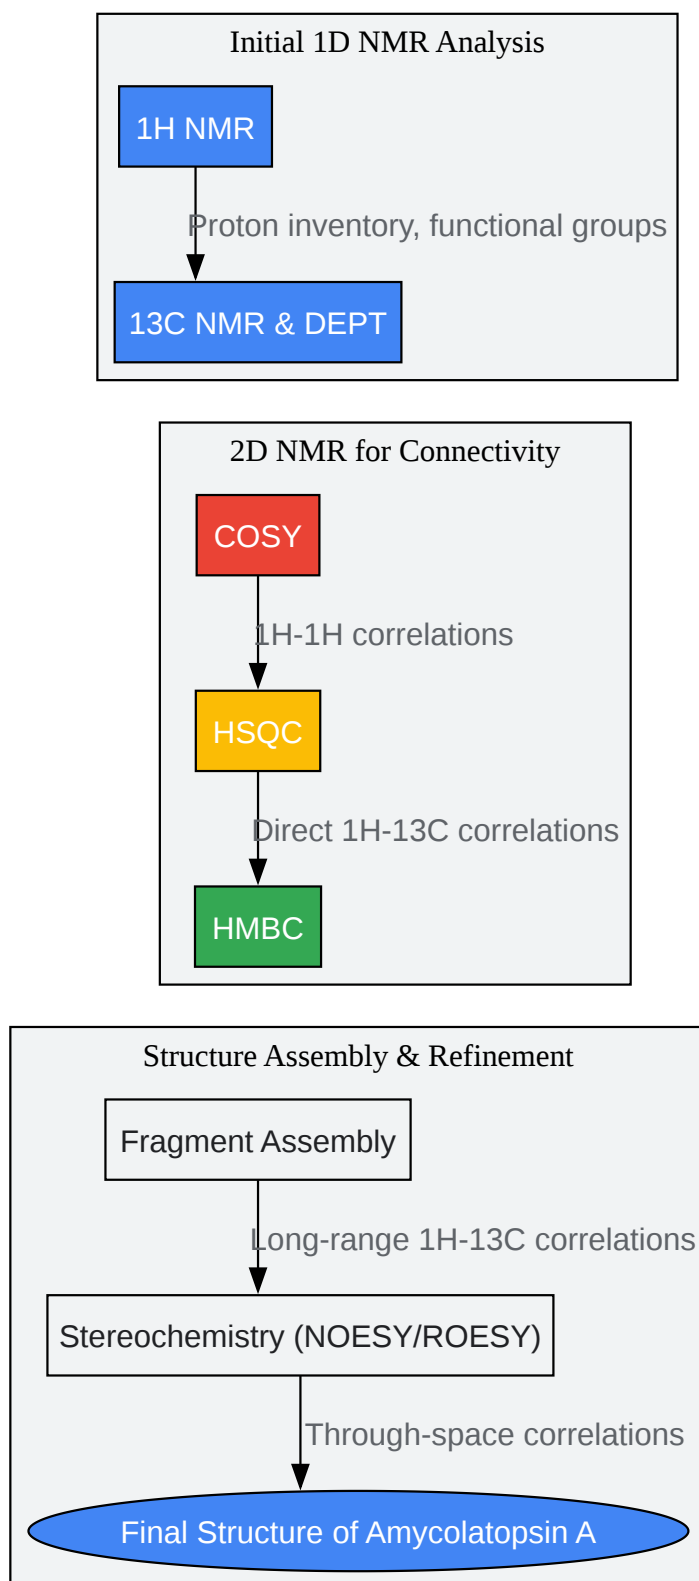 Initial 1D NMR Analysis
1H NMR
Proton inventory, functional groups
13C NMR & DEPT
2D NMR for Connectivity
COSY
1H-1H correlations
HSQC
Direct 1H-13C correlations
HMBC
Structure Assembly & Refinement
Fragment Assembly
Long-range 1H-13C correlations
Stereochemistry (NOESY/ROESY)
Through-space correlations
Final Structure of Amycolatopsin A